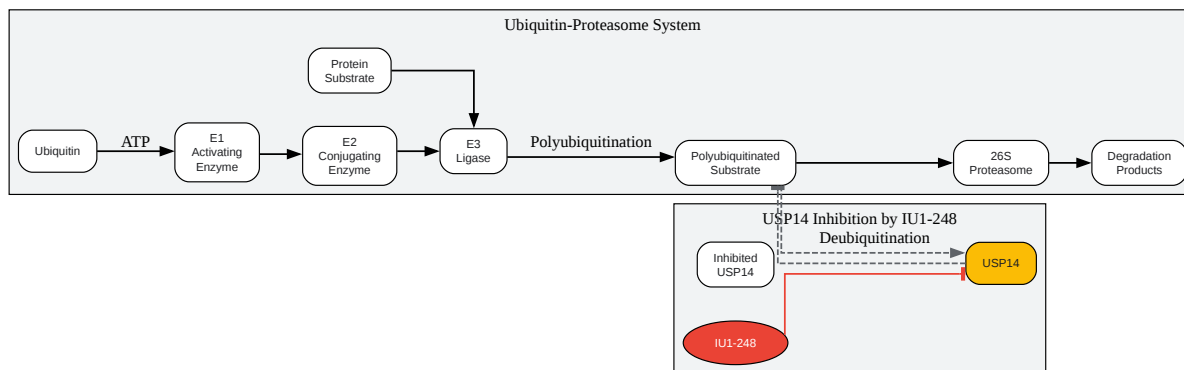 Ubiquitin-Proteasome System
Protein
Substrate
Ubiquitin
ATP
E1
Activating
Enzyme
E2
Conjugating
Enzyme
E3
Ligase
Polyubiquitination
Polyubiquitinated
Substrate
26S
Proteasome
Degradation
Products
USP14 Inhibition by IU1-248
Deubiquitination
Inhibited
USP14
USP14
IU1-248